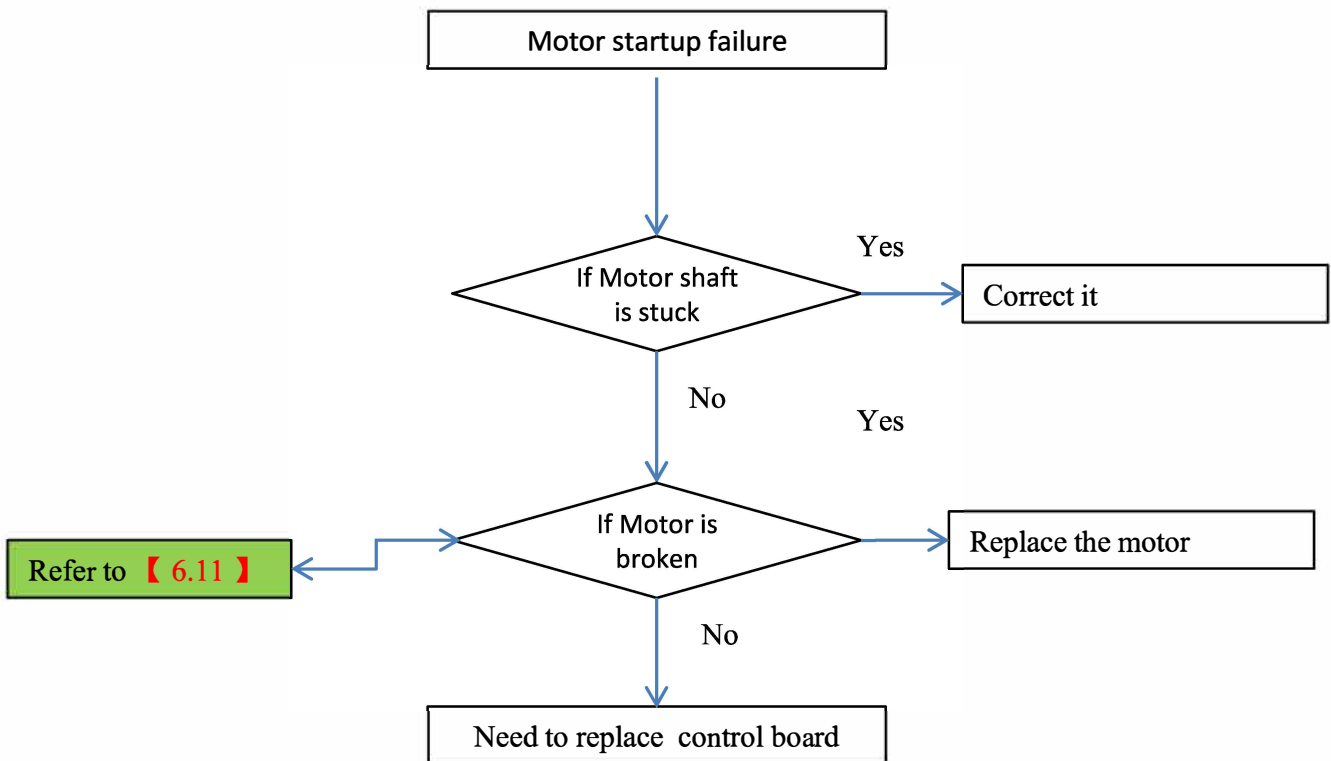 Motor startup failure
Yes
If Motor shaft
is stuck
Correct it
No
Yes
If Motor is
broken
Replace the motor
Refer to 【 6.11 】
No
Need to replace control board